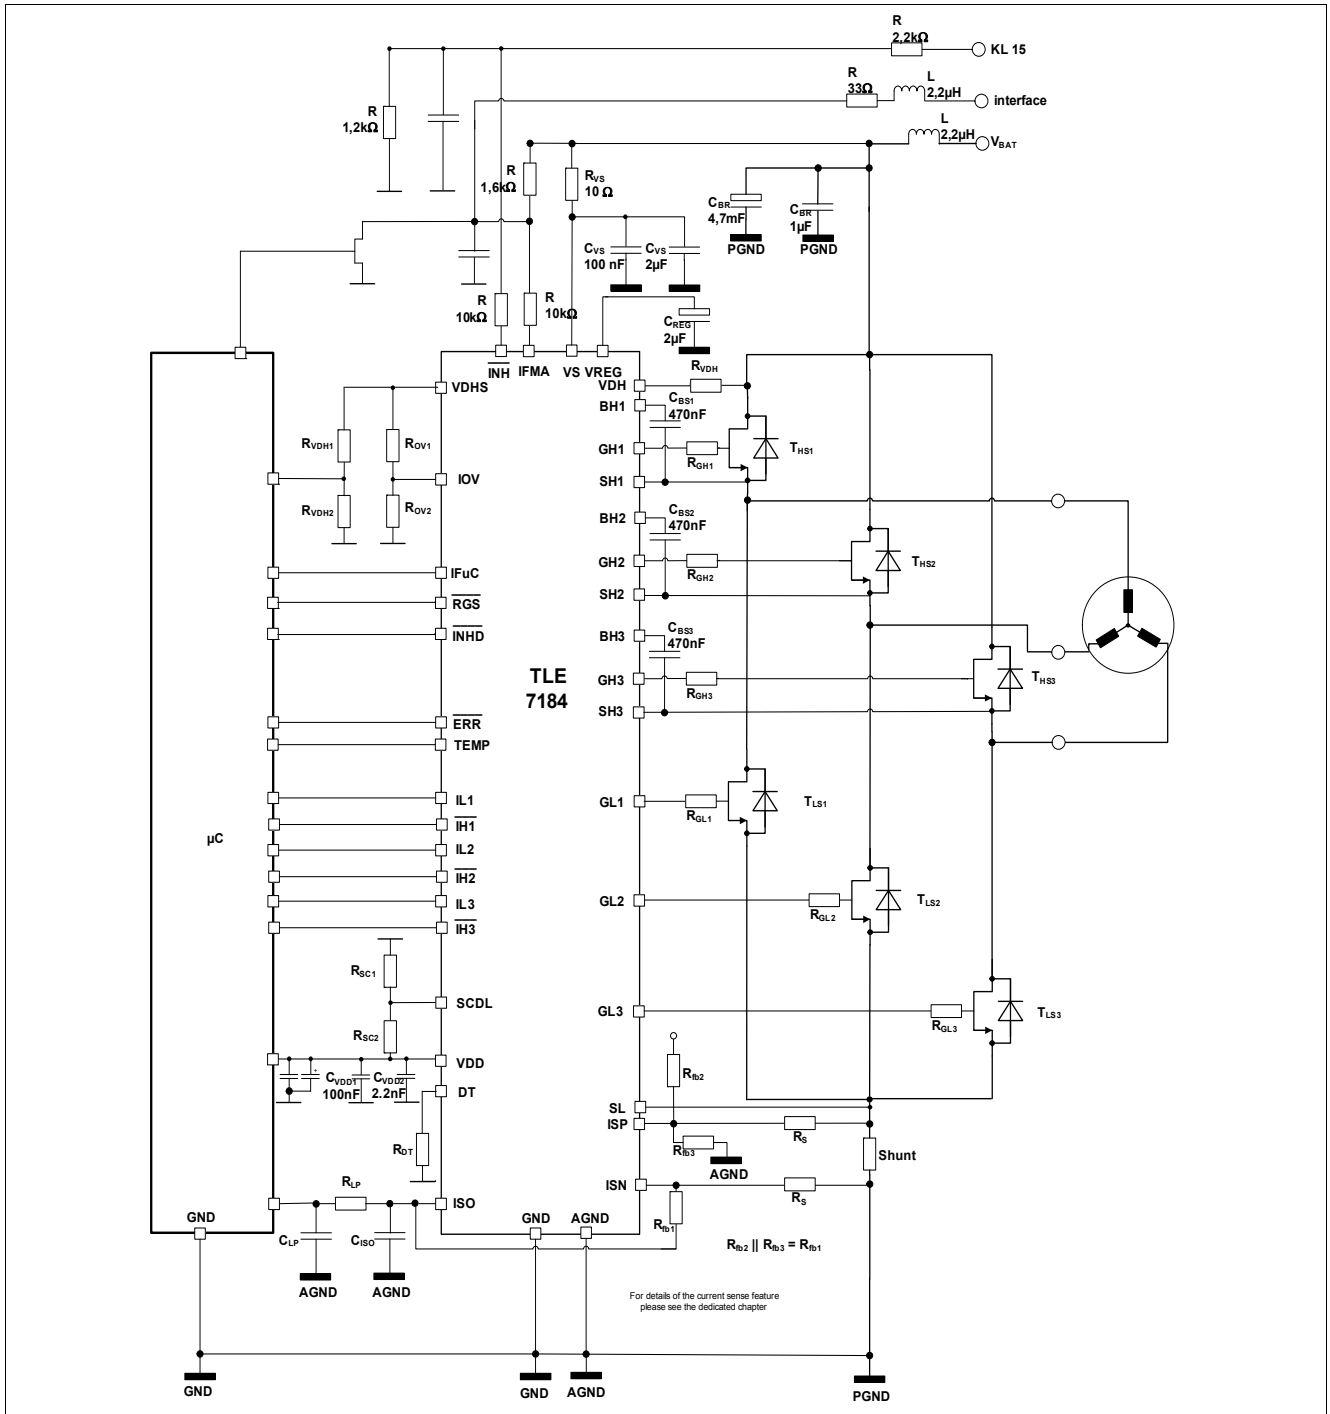 R
2,2kΩ
KL 15
R
33Ω
L
2,2µH
interface
R
1,2kΩ
L
2,2µH
VBAT
R
1,6kΩ
RVS
10 Ω
CBR
4,7mF
PGND
CBR
1µF
PGND
CVS
100 nF
CVS
2µF
R
10kΩ
R
10kΩ
CREG
2µF
INH
IFMA
VS
VREG
RVDH
VDHS
VDH
BH1
CBS1
470nF
RVDH1
ROV1
GH1
RGH1
THS1
IOV
SH1
RVDH2
ROV2
BH2
CBS2
470nF
IFuC
GH2
RGH2
THS2
RGS
SH2
INHD
BH3
CBS3
470nF
TLE
7184
GH3
RGH3
THS3
SH3
ERR
TEMP
IL1
GL1
RGL1
TLS1
IH1
µC
IL2
IH2
IL3
GL2
RGL2
TLS2
IH3
RSC1
SCDL
GL3
RGL3
TLS3
RSC2
VDD
CVDD1
100nF
CVDD2
2.2nF
DT
Rfb2
SL
ISP
RS
RDT
Rfb3
AGND
Shunt
RLP
ISO
ISN
RS
GND
GND
AGND
Rfb1
CLP
CISO
Rfb2 || Rfb3 = Rfb1
AGND
AGND
For details of the current sense feature
please see the dedicated chapter
GND
GND
AGND
PGND